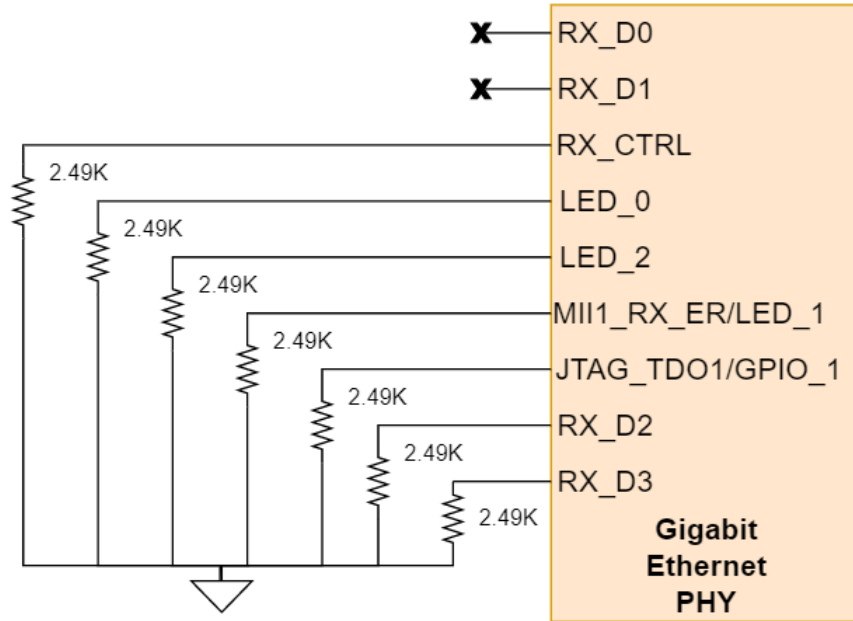 RX_D0
RX_D1
RX_CTRL
2.49K
LED_0
2.49K
LED_2
2.49K
MII1_RX_ER/LED_1
2.49K
JTAG_TDO1/GPIO_1
2.49K
RX_D2
2.49K
RX_D3
2.49K
Gigabit
Ethernet
PHY